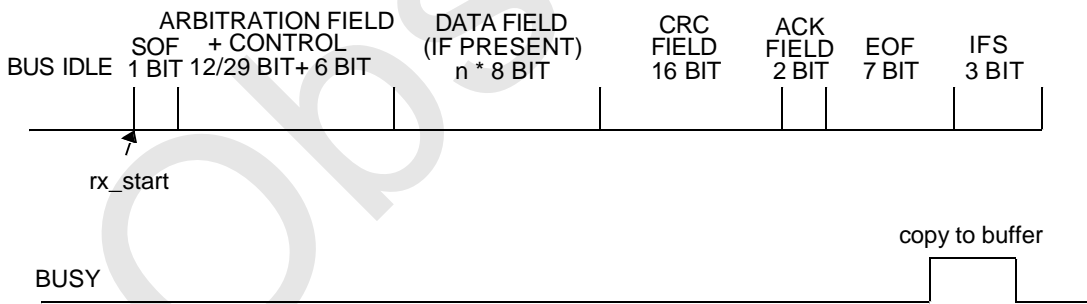 ARBITRATION FIELD
+ CONTROL
12/29 BIT+ 6 BIT
DATA FIELD
(IF PRESENT)
n * 8 BIT
CRC
FIELD
16 BIT
ACK
FIELD
2 BIT
EOF
7 BIT
IFS
3 BIT
SOF
1 BIT
BUS IDLE
rx_start
copy to buffer
BUSY
Obs